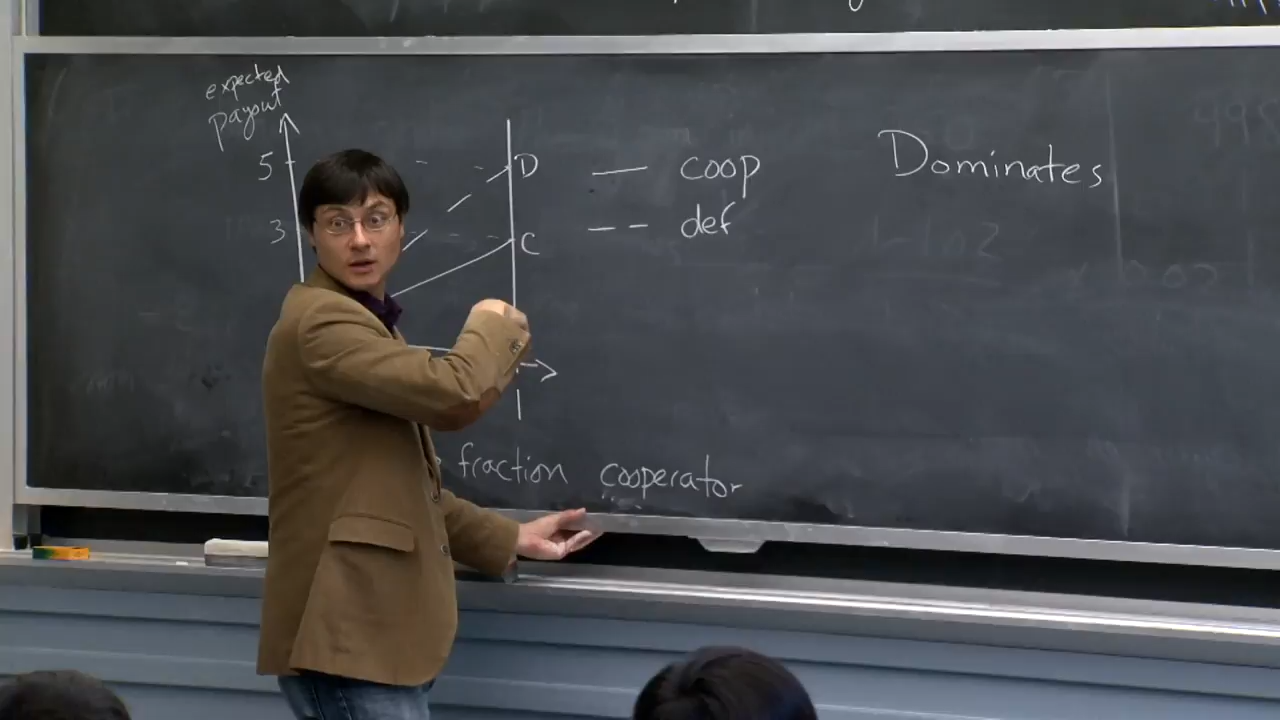 expected
payout
5
D
coop
Dominates
3
C
def
fraction cooperator